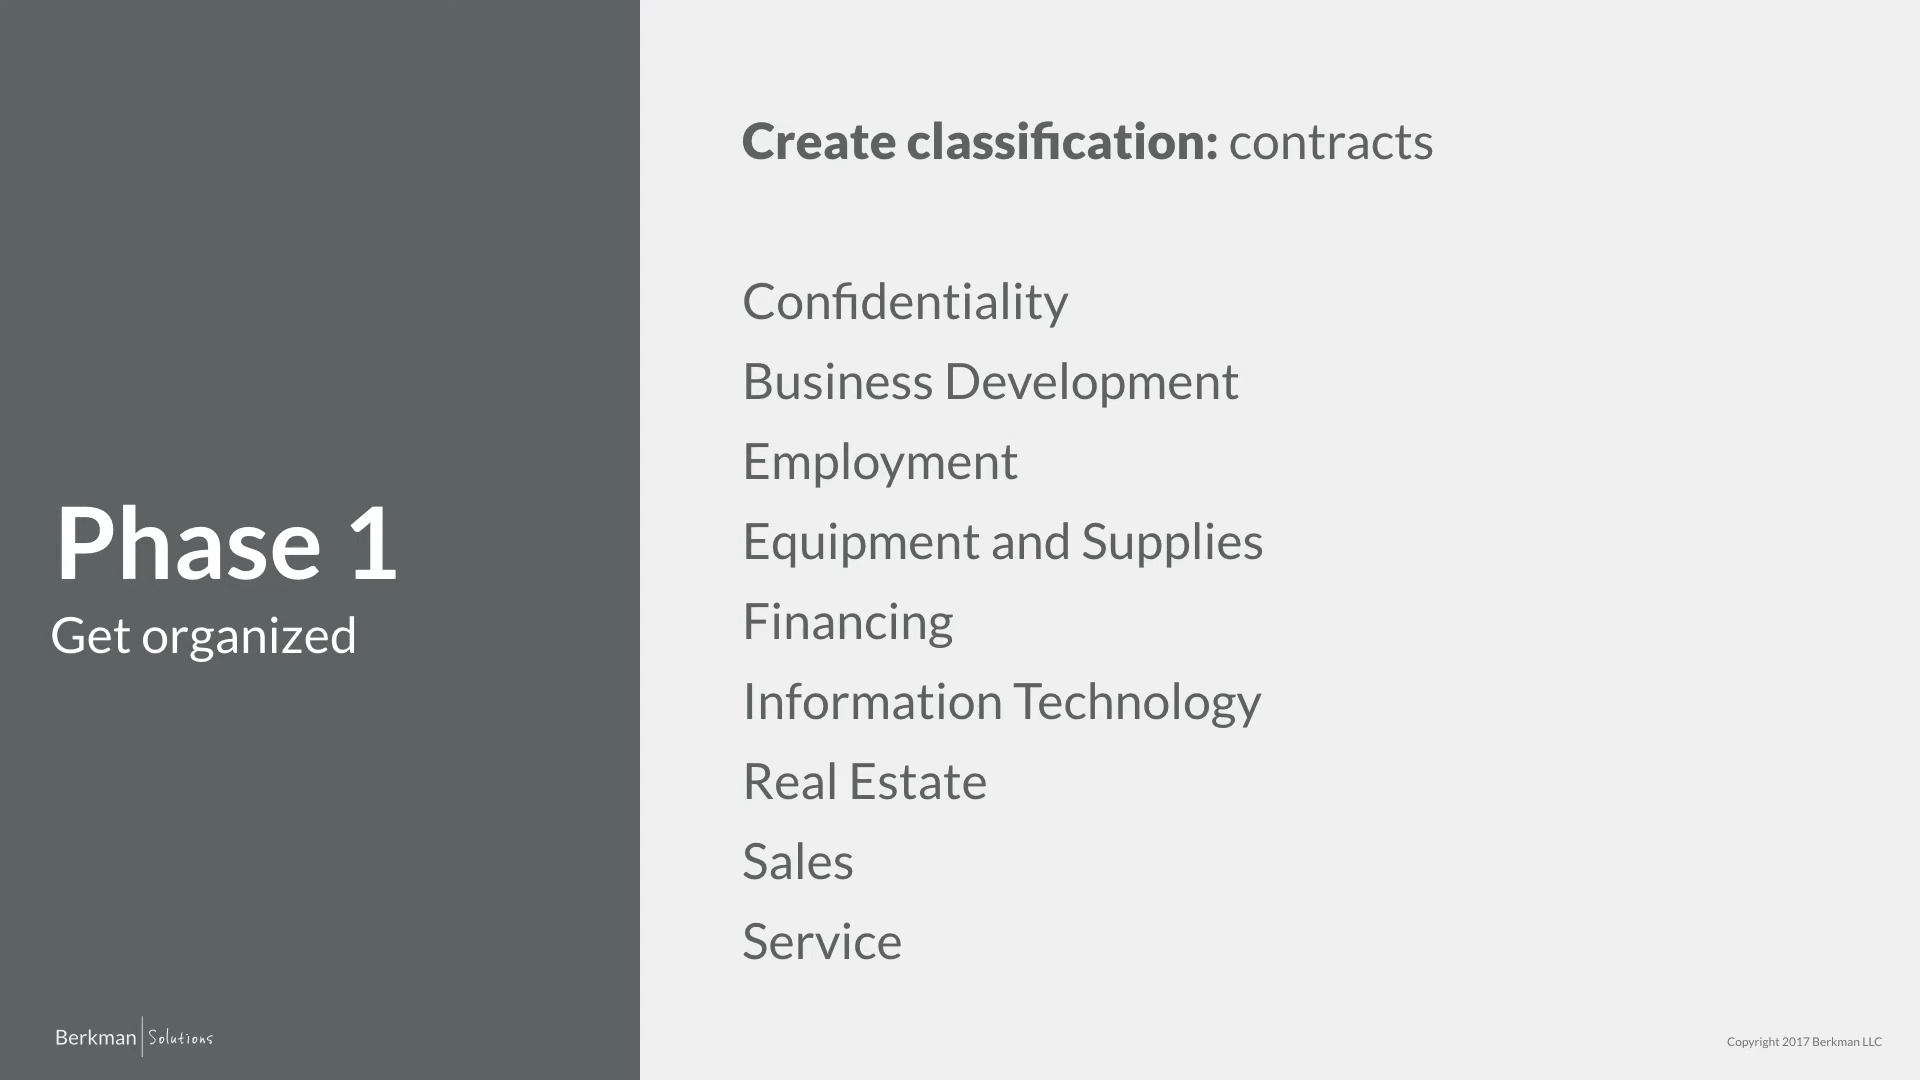 Phase 1
Get organized
Create classification: contracts
Confidentiality
Business Development
Employment
Equipment and Supplies
Financing
Information Technology
Real Estate
Sales
Service
Berkman Solutions
Copyright 2017 Berkman LLC